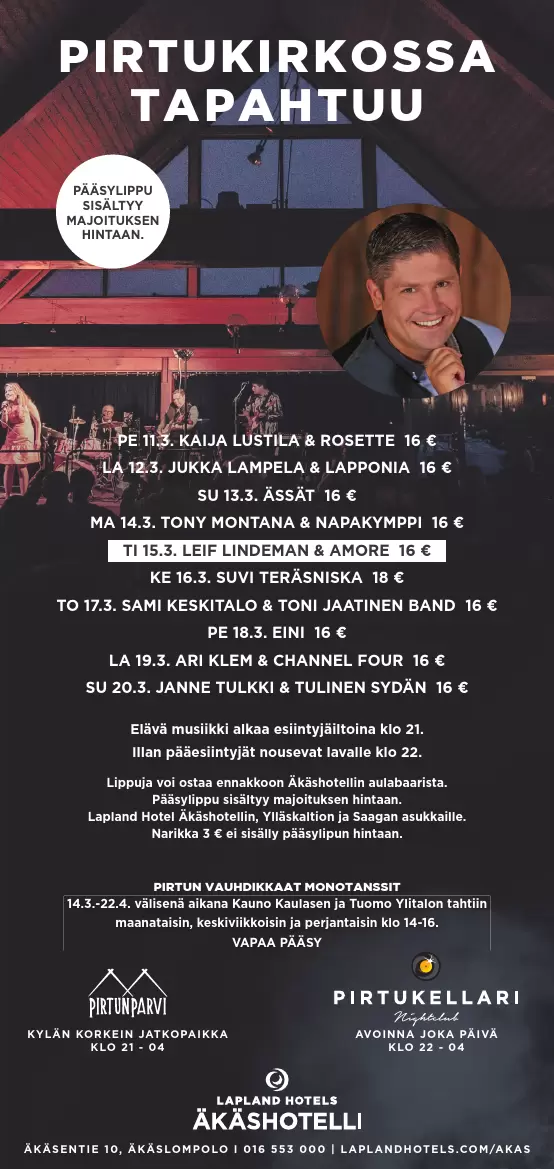 PIRTUKIRKOSSA
TAPAHTUU
PÄÄSYLIPPU
SISÄLTYY
MAJOITUKSEN
HINTAAN.
PE 11.3. KAIJA LUSTILA & ROSETTE 16 €
LA 12.3. JUKKA LAMPELA & LAPPONIA 16 €
SU 13.3. ÄSSÄT 16 €
MA 14.3. TONY MONTANA & NAPAKYMPPI 16 €
TI 15.3. LEIF LINDEMAN & AMORE 16 €
KE 16.3. SUVI TERÄSNISKA 18 €
TO 17.3. SAMI KESKITALO & TONI JAATINEN BAND 16 €
PE 18.3. EINI 16 €
LA 19.3. ARI KLEM & CHANNEL FOUR 16 €
SU 20.3. JANNE TULKKI & TULINEN SYDÄN 16 €
Elävä musiikki alkaa esiintyjäiltoina klo 21.
Illan pääesiintyjät nousevat lavalle klo 22.
Lippuja voi ostaa ennakkoon Äkäshotellin aulabaarista.
Pääsylippu sisältyy majoituksen hintaan.
Lapland Hotel Äkäshotellin, Ylläskaltion ja Saagan asukkaille.
Narikka 3 € ei sisälly pääsylipun hintaan.
PIRTUN VAUHDIKKAAT MONOTANSSIT
14.3.-22.4. välisenä aikana Kauno Kaulasen ja Tuomo Ylitalon tahtiin
maanataisin, keskiviikkoisin ja perjantaisin klo 14-16.
VAPAA PÄÄSY
PIRTUNPARVI
KYLÄN KORKEIN JATKOPAIKKA
KLO 21 - 04
PIRTUKELLARI
Nightclub
AVOINNA JOKA PÄIVÄ
KLO 22 - 04
LAPLAND HOTELS
ÄKÄSHOTELLI
ÄKÄSENTIE 10, ÄKÄSLOMPOLO I 016 553 000 | LAPLANDHOTELS.COM/AKAS